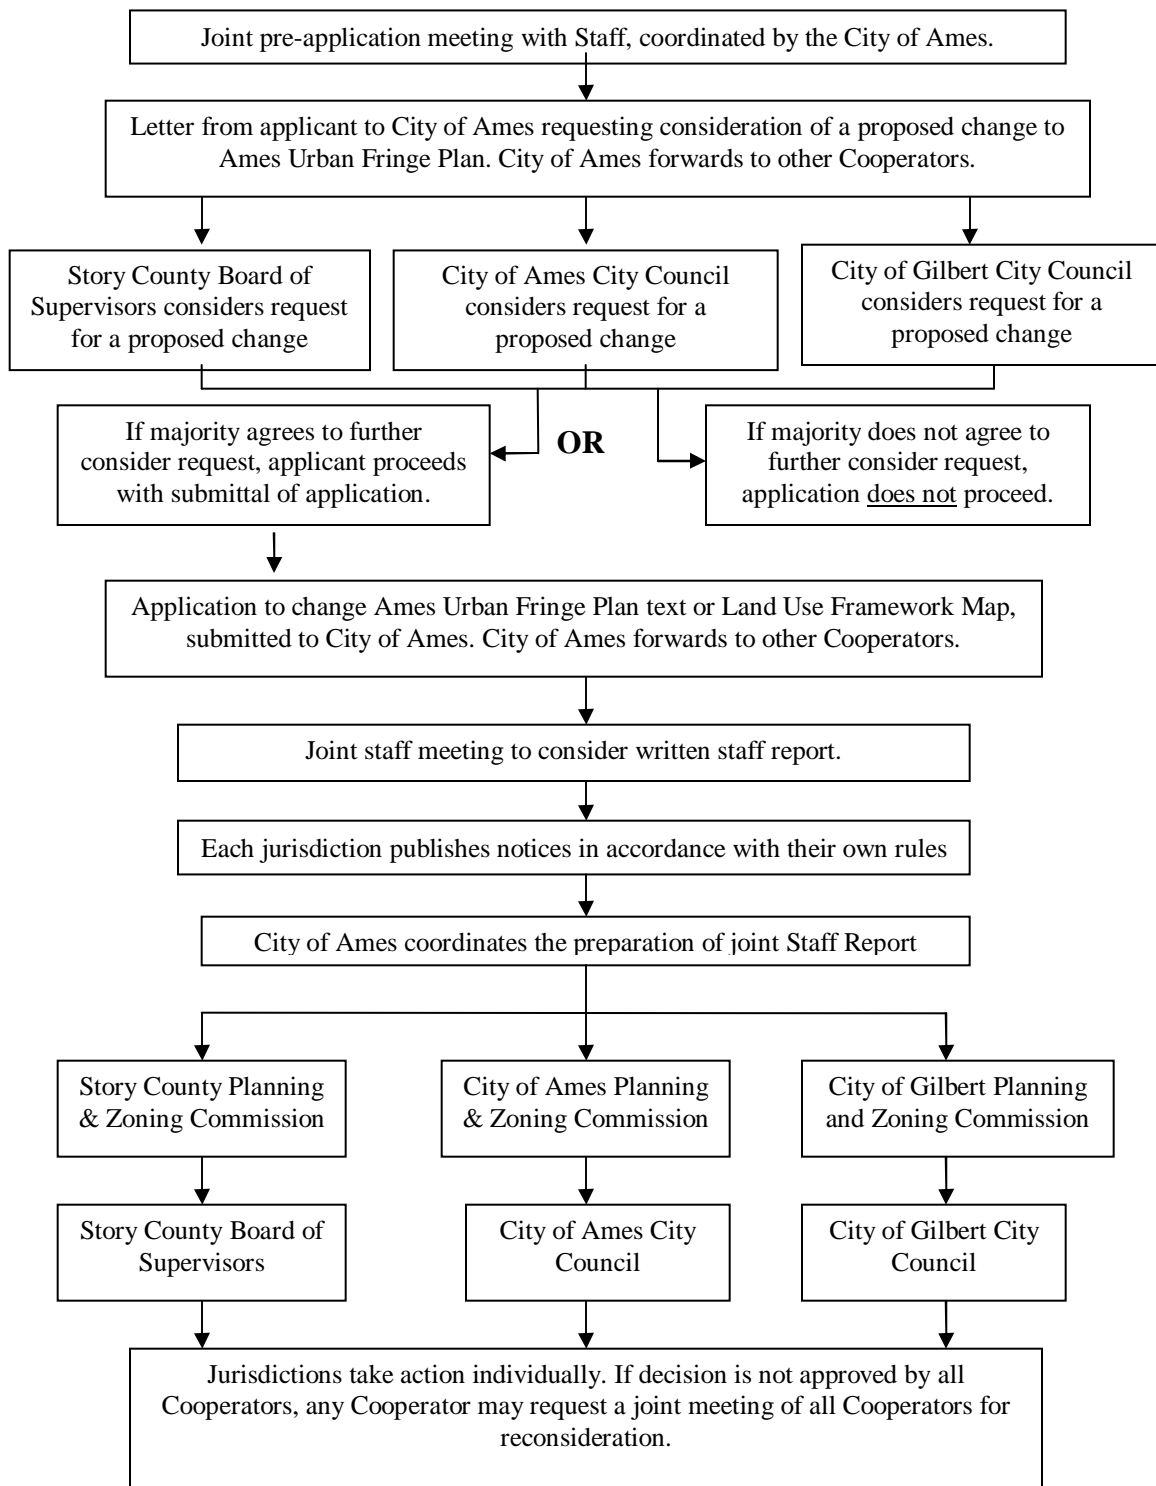 Joint pre-application meeting with Staff, coordinated by the City of Ames.
Letter from applicant to City of Ames requesting consideration of a proposed change to
Ames Urban Fringe Plan. City of Ames forwards to other Cooperators.
Story County Board of
Supervisors considers request
for a proposed change
City of Ames City Council
considers request for a
proposed change
City of Gilbert City Council
considers request for a
proposed change
If majority agrees to further
consider request, applicant proceeds
with submittal of application.
OR
If majority does not agree to
further consider request,
application does not proceed.
Application to change Ames Urban Fringe Plan text or Land Use Framework Map,
submitted to City of Ames. City of Ames forwards to other Cooperators.
Joint staff meeting to consider written staff report.
Each jurisdiction publishes notices in accordance with their own rules
City of Ames coordinates the preparation of joint Staff Report
Story County Planning
& Zoning Commission
City of Ames Planning
& Zoning Commission
City of Gilbert Planning
and Zoning Commission
Story County Board of
Supervisors
City of Ames City
Council
City of Gilbert City
Council
Jurisdictions take action individually. If decision is not approved by all
Cooperators, any Cooperator may request a joint meeting of all Cooperators for
reconsideration.